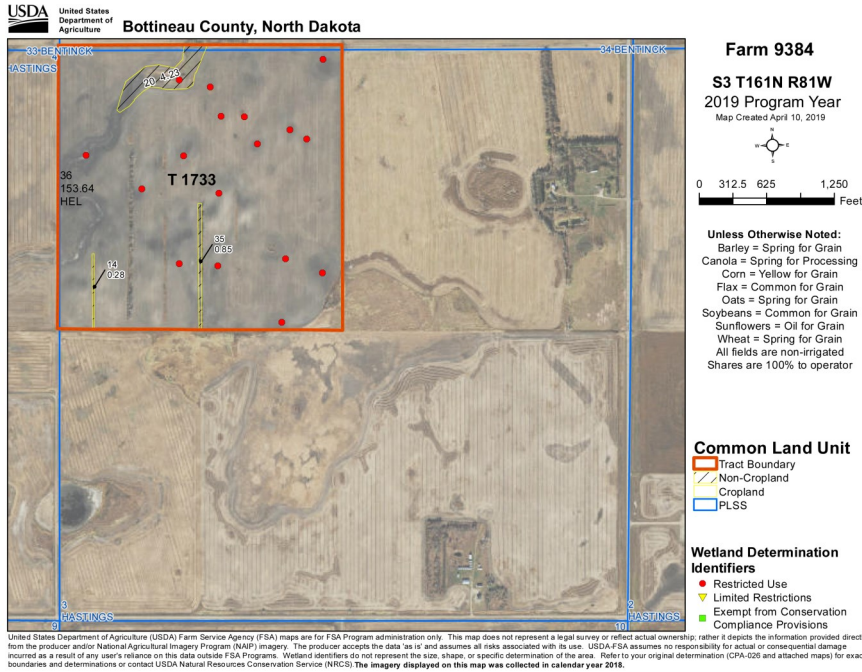 USDA
United States
Department of
Agriculture
Bottineau County, North Dakota
33 BENTINCK
4
HASTINGS
34 BENTINCK
20 4.23
36
153.64
HEL
T 1733
35
0.85
14
0.28
3
HASTINGS
9
2
HASTINGS
10
Farm 9384
S3 T161N R81W
2019 Program Year
Map Created April 10, 2019
N
W
E
S
0 312.5 625 1,250
Feet
Unless Otherwise Noted:
Barley = Spring for Grain
Canola = Spring for Processing
Corn = Yellow for Grain
Flax = Common for Grain
Oats = Spring for Grain
Soybeans = Common for Grain
Sunflowers = Oil for Grain
Wheat = Spring for Grain
All fields are non-irrigated
Shares are 100% to operator
Common Land Unit
Tract Boundary
Non-Cropland
Cropland
PLSS
Wetland Determination
Identifiers
Restricted Use
Limited Restrictions
Exempt from Conservation
Compliance Provisions
United States Department of Agriculture (USDA) Farm Service Agency (FSA) maps are for FSA Program administration only. This map does not represent a legal survey or reflect actual ownership; rather it depicts the information provided direct
from the producer and/or National Agricultural Imagery Program (NAIP) imagery. The producer accepts the data 'as is' and assumes all risks associated with its use. USDA-FSA assumes no responsibility for actual or consequential damage
incurred as a result of any user's reliance on this data outside FSA Programs. Wetland identifiers do not represent the size, shape, or specific determination of the area. Refer to your original determination (CPA-026 and attached maps) for exac
boundaries and determinations or contact USDA Natural Resources Conservation Service (NRCS). The imagery displayed on this map was collected in calendar year 2018.